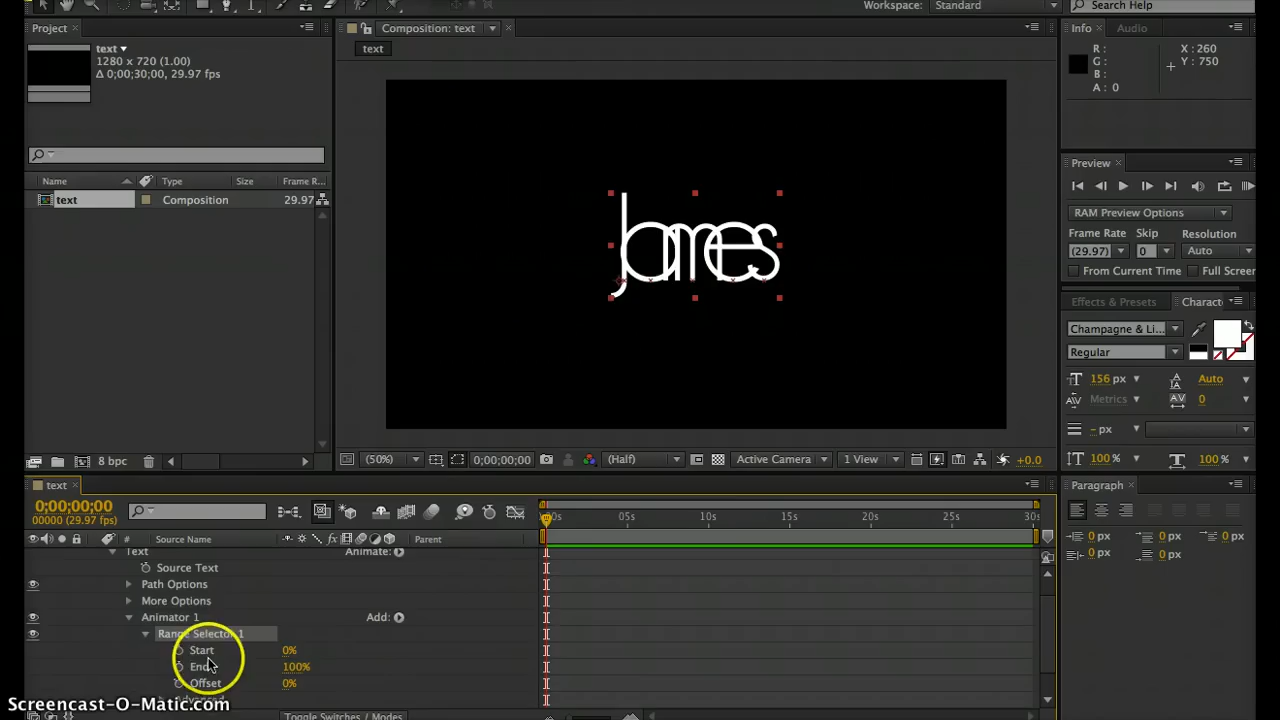 Workspace: Standard
Search Help
Project
Composition: text
Info
Audio
text
text
1280 x 720 (1.00)
Δ 0;00;30;00, 29.97 fps
R :
G :
B :
A : 0
X : 260
Y : 750
James
Preview
RAM Preview Options
Frame Rate
Skip
Resolution
(29.97)
0
Auto
From Current Time
Full Screen
Name
Type
Size
Frame R...
text
Composition
29.97
Effects & Presets
Charact
Champagne & Li...
Regular
156 px
Auto
Metrics
0
- px
100 %
100 %
8 bpc
(50%)
0;00;00;00
(Half)
Active Camera
1 View
+0.0
text
0;00;00;00
00000 (29.97 fps)
#
Source Name
Parent
05s
10s
15s
20s
25s
30s
Text
Animate:
Source Text
Path Options
More Options
Animator 1
Add:
Range Selector 1
Start
0%
End
100%
Offset
0%
Advanced
Toggle Switches / Modes
Paragraph
0 px
0 px
0 px
0 px
0 px
Screencast-O-Matic.com